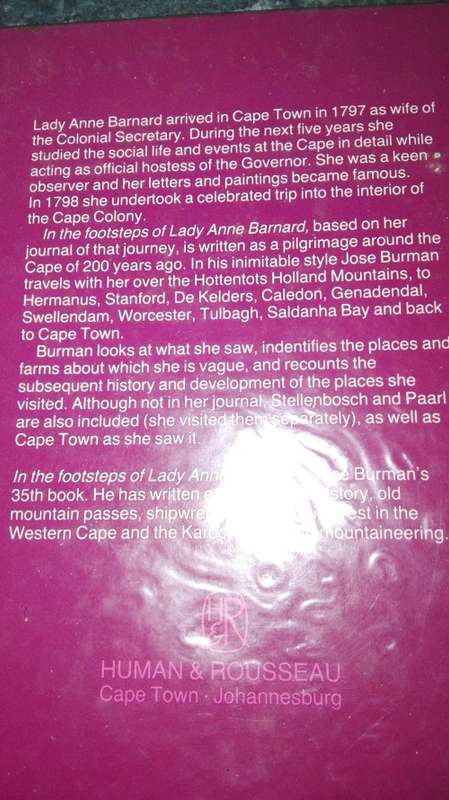 Lady Anne Barnard arrived in Cape Town in 1797 as wife of
the Colonial Secretary. During the next five years she
studied the social life and events at the Cape in detail while
acting as official hostess of the Governor. She was a keen
observer and her letters and paintings became famous.
In 1798 she undertook a celebrated trip into the interior of
the Cape Colony.
In the footsteps of Lady Anne Barnard, based on her
journal of that journey, is written as a pilgrimage around the
Cape of 200 years ago. In his inimitable style Jose Burman
travels with her over the Hottentots Holland Mountains, to
Hermanus, Stanford, De Kelders, Caledon, Genadendal,
Swellendam, Worcester, Tulbagh, Saldanha Bay and back
to Cape Town.
Burman looks at what she saw, indentifies the places and
farms about which she is vague, and recounts the
subsequent history and development of the places she
visited. Although not in her journal, Stellenbosch and Paarl
are also included (she visited them separately), as well as
Cape Town as she saw it.
In the footsteps of Lady Anne Burman's
35th book. He has written old
mountain passes, in the
Western Cape and the mountaineering.
H&R
HUMAN & ROUSSEAU
Cape Town · Johannesburg